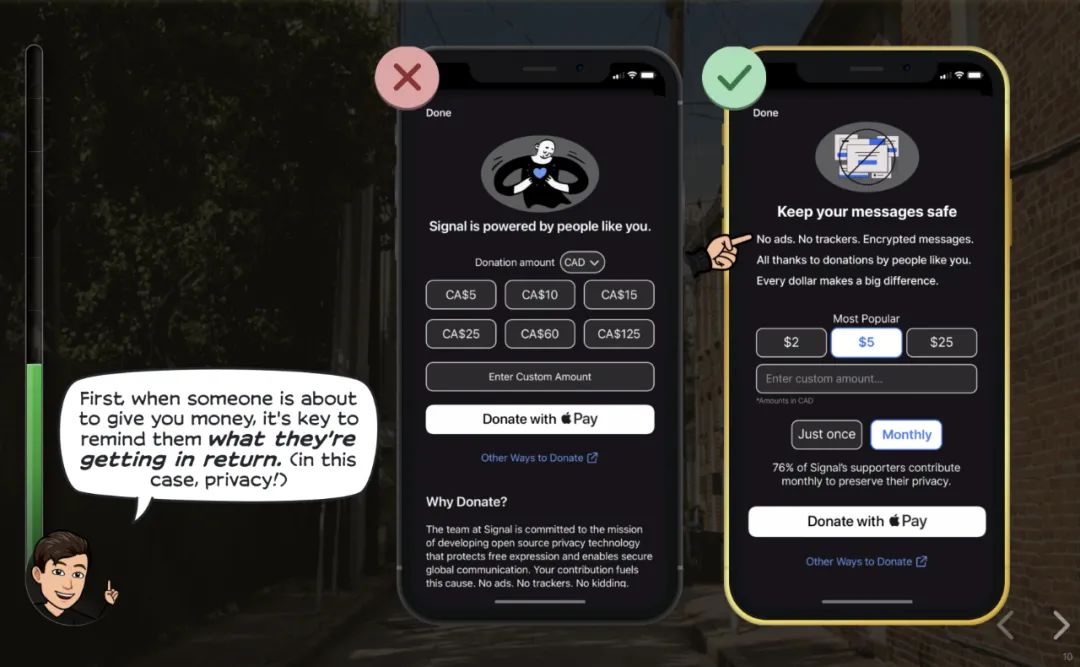 First, when someone is about
to give you money, it's key to
remind them what they're
getting in return. (in this
case, privacy!)
Done
Signal is powered by people like you.
Donation amount CAD
CA$5 CA$10 CA$15
CA$25 CA$60 CA$125
Enter Custom Amount
Donate with Pay
Other Ways to Donate
Why Donate?
The team at Signal is committed to the mission
of developing open source privacy technology
that protects free expression and enables secure
global communication. Your contribution fuels
this cause. No ads. No trackers. No kidding.
Done
Keep your messages safe
No ads. No trackers. Encrypted messages.
All thanks to donations by people like you.
Every dollar makes a big difference.
Most Popular
$2 $5 $25
Enter custom amount...
*Amounts in CAD
Just once Monthly
76% of Signal's supporters contribute
monthly to preserve their privacy.
Donate with Pay
Other Ways to Donate
10